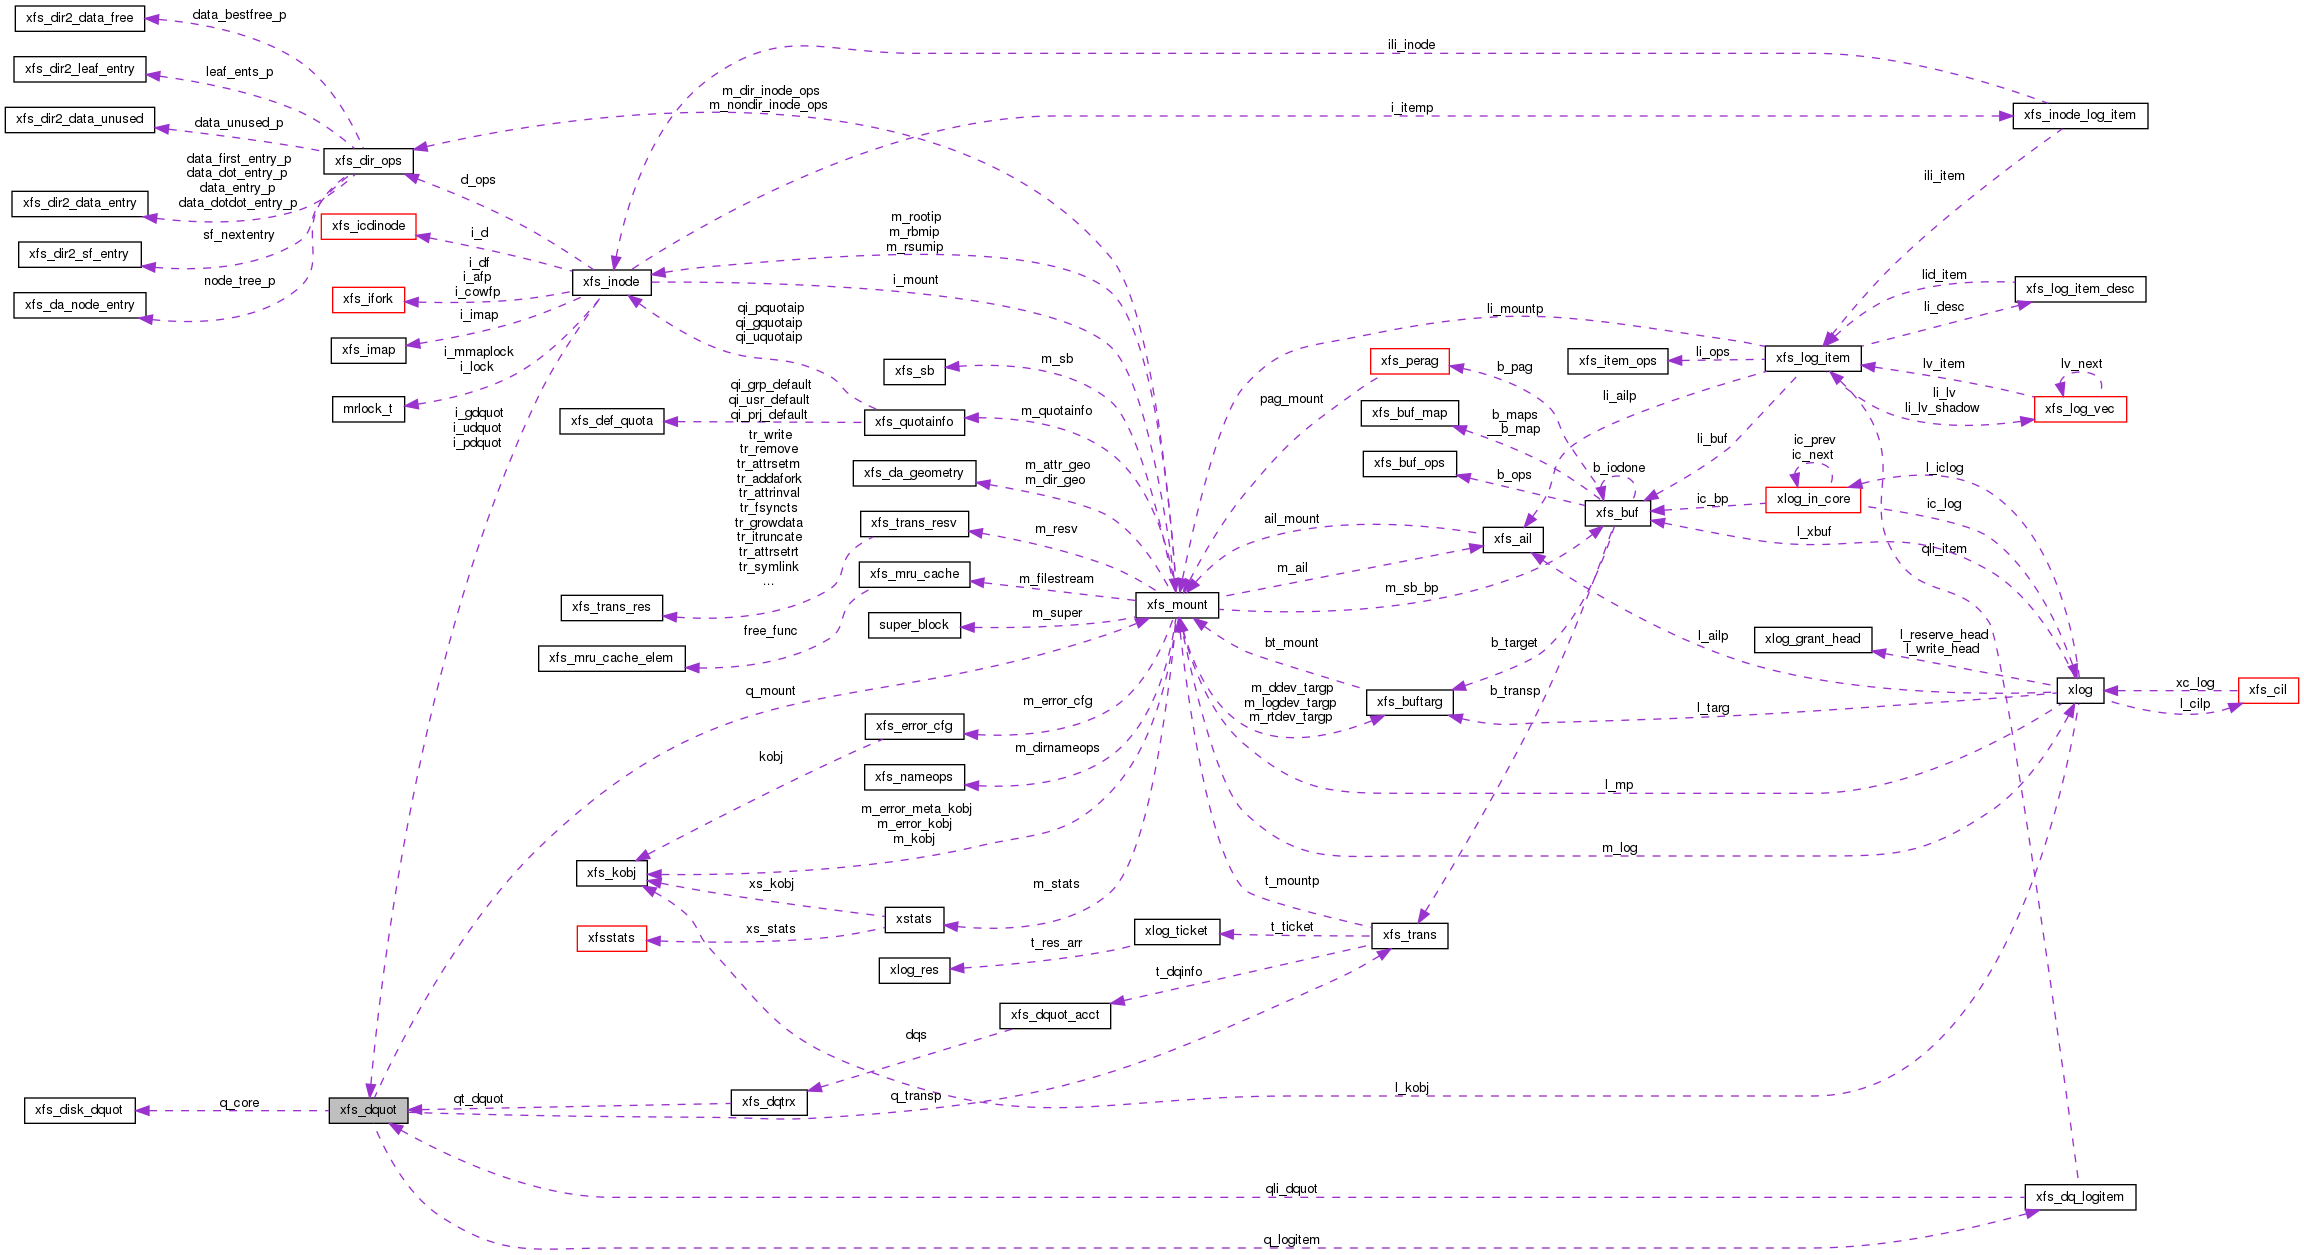 xfs_dir2_data_free
data_bestfree_p
xfs_dir2_leaf_entry
leaf_ents_p
xfs_dir2_data_unused
data_unused_p
xfs_dir_ops
data_first_entry_p
data_dot_entry_p
data_entry_p
data_dotdot_entry_p
xfs_dir2_data_entry
sf_nextentry
xfs_dir2_sf_entry
node_tree_p
xfs_da_node_entry
d_ops
xfs_icdinode
i_d
i_df
i_afp
i_cowfp
xfs_ifork
i_imap
xfs_imap
i_mmaplock
i_lock
mrlock_t
i_gdquot
i_udquot
i_pdquot
xfs_inode
m_dir_inode_ops
m_nondir_inode_ops
ili_inode
i_itemp
xfs_inode_log_item
m_rootip
m_rbmip
m_rsumip
i_mount
ili_item
qi_pquotaip
qi_gquotaip
qi_uquotaip
xfs_sb
m_sb
qi_grp_default
qi_usr_default
qi_prj_default
xfs_def_quota
xfs_quotainfo
m_quotainfo
tr_write
tr_remove
tr_attrsetm
tr_addafork
tr_attrinval
tr_fsyncts
tr_growdata
tr_itruncate
tr_attrsetrt
tr_symlink
...
xfs_da_geometry
m_attr_geo
m_dir_geo
xfs_trans_resv
m_resv
xfs_mru_cache
m_filestream
xfs_trans_res
super_block
m_super
free_func
xfs_mru_cache_elem
xfs_mount
q_mount
li_mountp
lid_item
xfs_log_item_desc
li_desc
xfs_perag
b_pag
xfs_item_ops
li_ops
xfs_log_item
lv_item
lv_next
pag_mount
li_ailp
xfs_buf_map
b_maps
__b_map
li_lv
li_lv_shadow
xfs_log_vec
li_buf
xfs_buf_ops
b_ops
b_iodone
ic_prev
ic_next
l_iclog
xlog_in_core
ic_bp
ic_log
xfs_buf
ail_mount
xfs_ail
l_xbuf
qli_item
m_ail
m_sb_bp
bt_mount
b_target
l_ailp
xlog_grant_head
l_reserve_head
l_write_head
m_ddev_targp
m_logdev_targp
m_rtdev_targp
xfs_buftarg
b_transp
l_targ
xlog
xc_log
l_cilp
xfs_cil
xfs_error_cfg
m_error_cfg
kobj
xfs_nameops
m_dirnameops
l_mp
m_error_meta_kobj
m_error_kobj
m_kobj
m_log
xfs_kobj
xs_kobj
m_stats
t_mountp
xstats
xfsstats
xs_stats
xlog_ticket
t_ticket
xfs_trans
t_res_arr
xlog_res
t_dqinfo
xfs_dquot_acct
dqs
l_kobj
xfs_disk_dquot
q_core
xfs_dquot
qt_dquot
xfs_dqtrx
q_transp
qli_dquot
xfs_dq_logitem
q_logitem